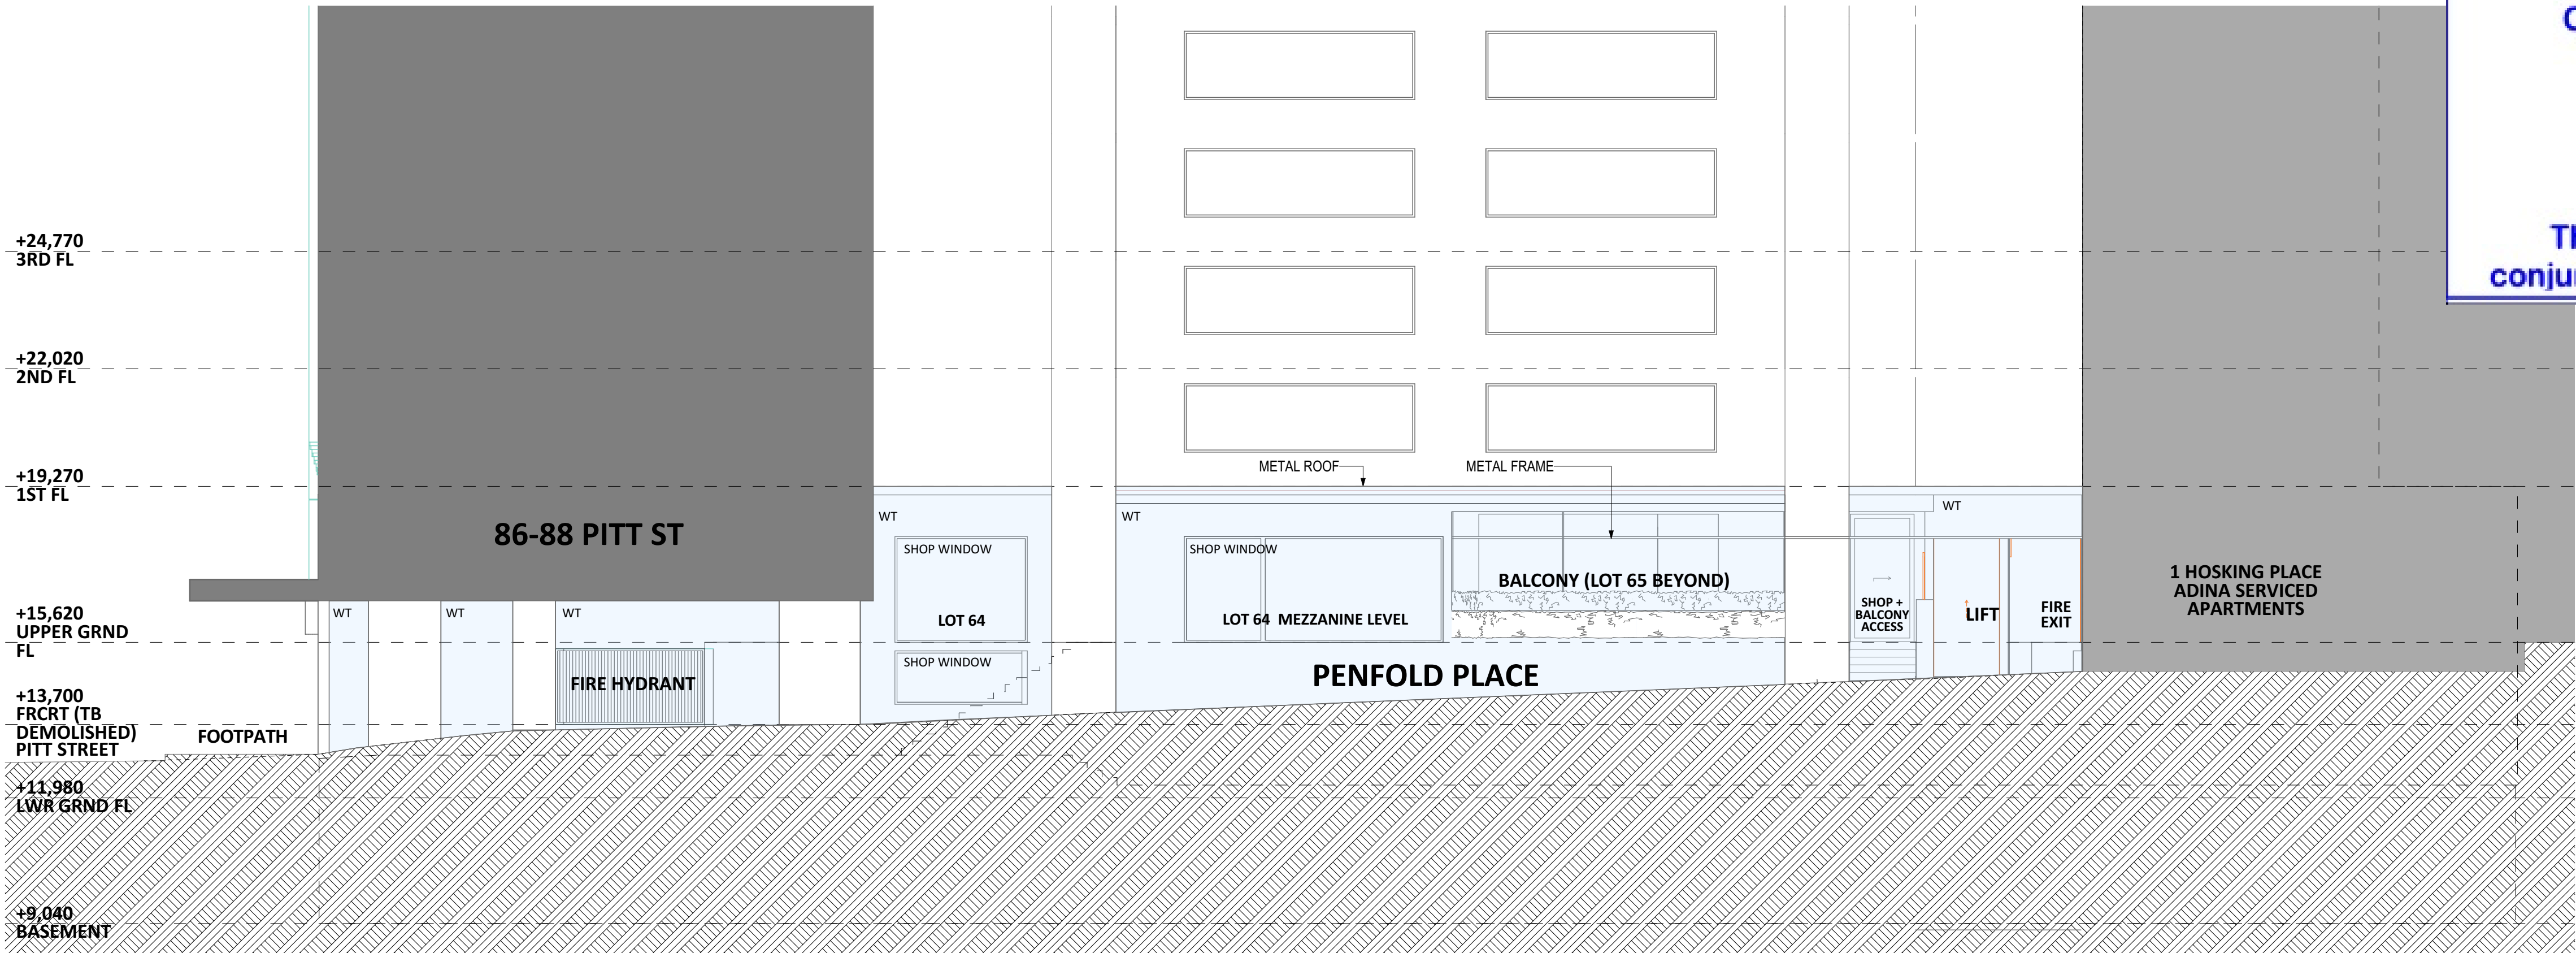 C
Th
conju
+24,770
3RD FL
+22,020
2ND FL
METAL ROOF
METAL FRAME
+19,270
1ST FL
86-88 PITT ST
WT
WT
WT
SHOP WINDOW
SHOP WINDOW
BALCONY (LOT 65 BEYOND)
1 HOSKING PLACE
ADINA SERVICED
APARTMENTS
+15,620
UPPER GRND
FL
WT
WT
WT
LOT 64
LOT 64 MEZZANINE LEVEL
SHOP +
BALCONY
ACCESS
LIFT
FIRE
EXIT
SHOP WINDOW
FIRE HYDRANT
PENFOLD PLACE
+13,700
FRCRT (TB
DEMOLISHED)
PITT STREET
FOOTPATH
+11,980
LWR GRND FL
+9,040
BASEMENT